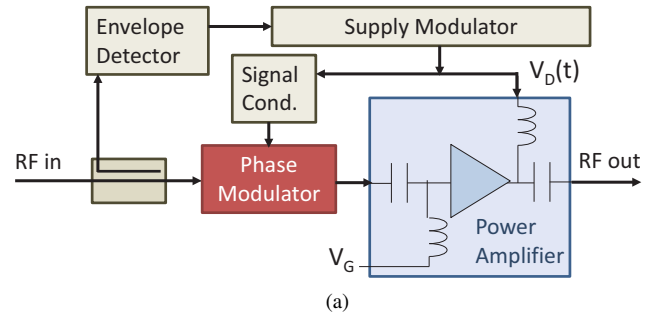 Envelope
Detector
Supply Modulator
Signal
Cond.
V_D(t)
RF in
Phase
Modulator
RF out
Power
Amplifier
V_G
(a)